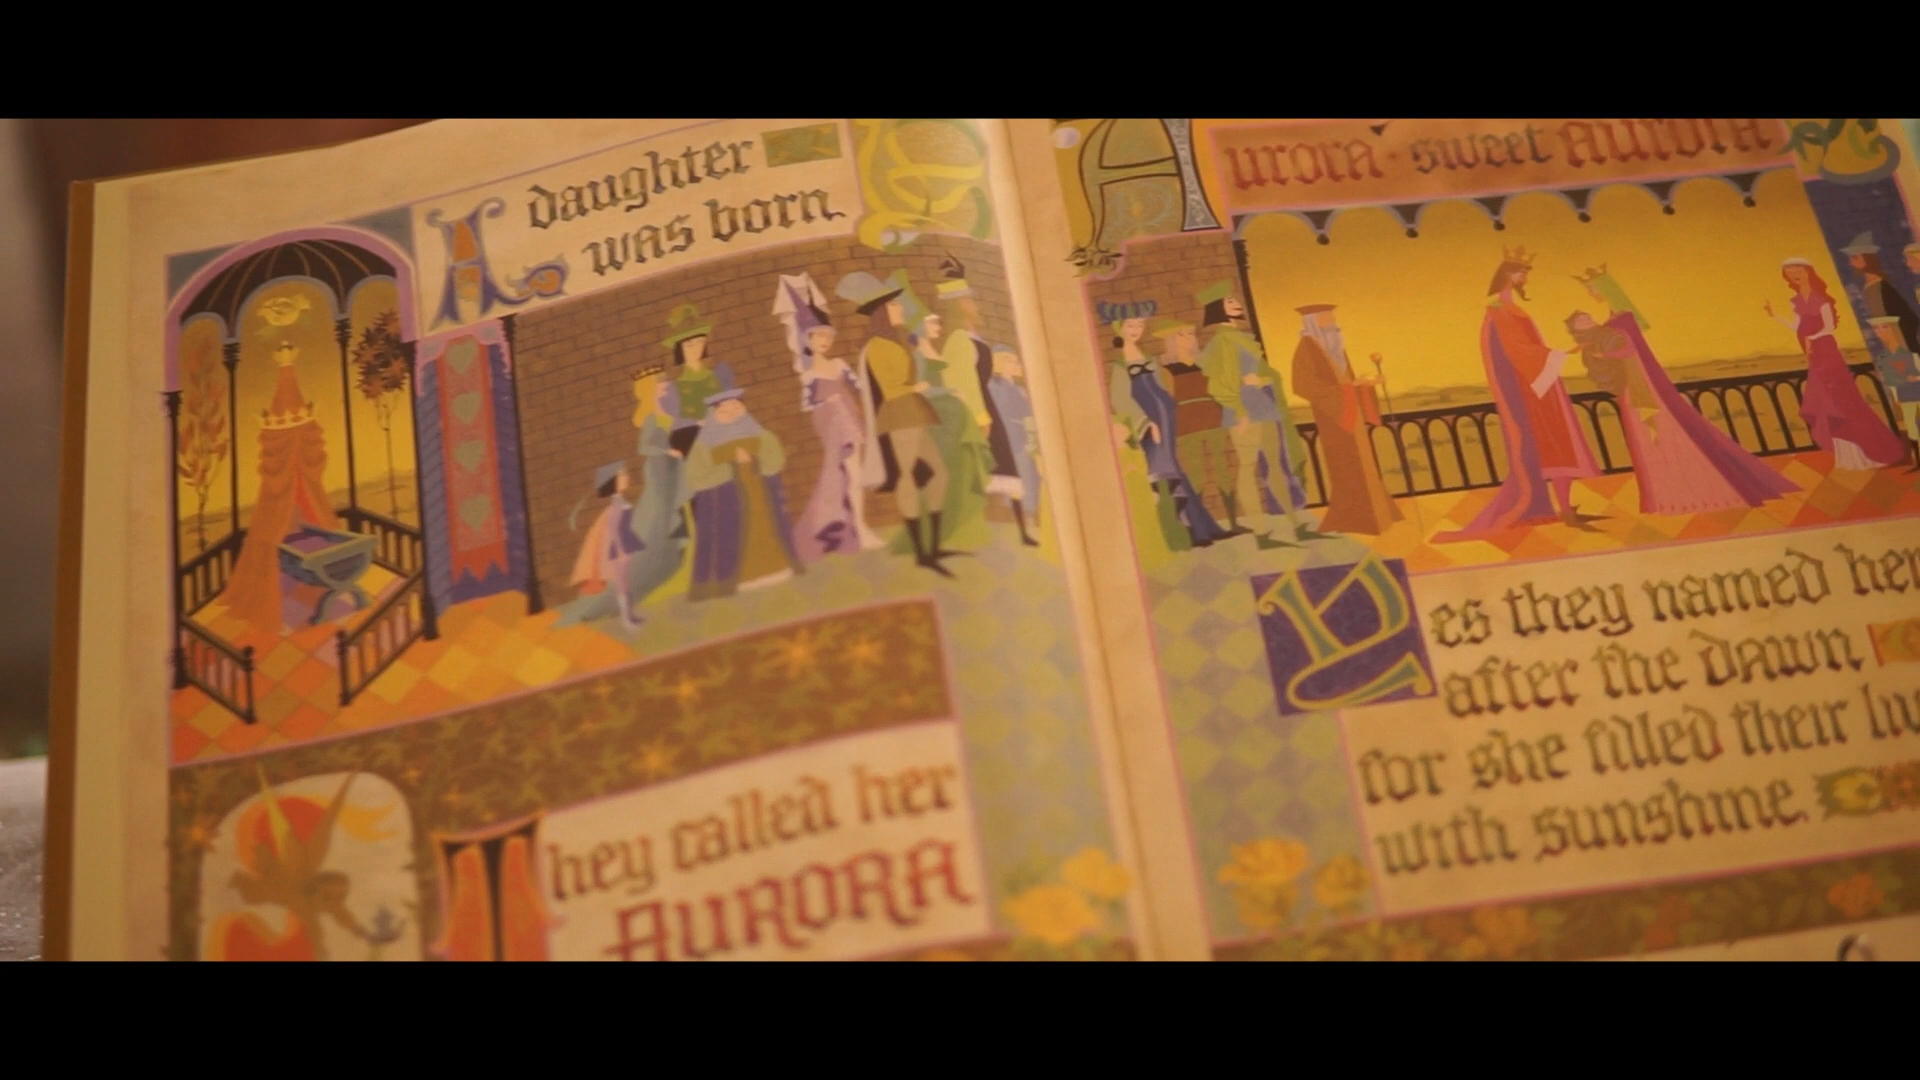 A daughter
was born.
They called her
AURORA
Aurora · sweet Aurora
Yes they named her
after the dawn
for she filled their
with sunshine.